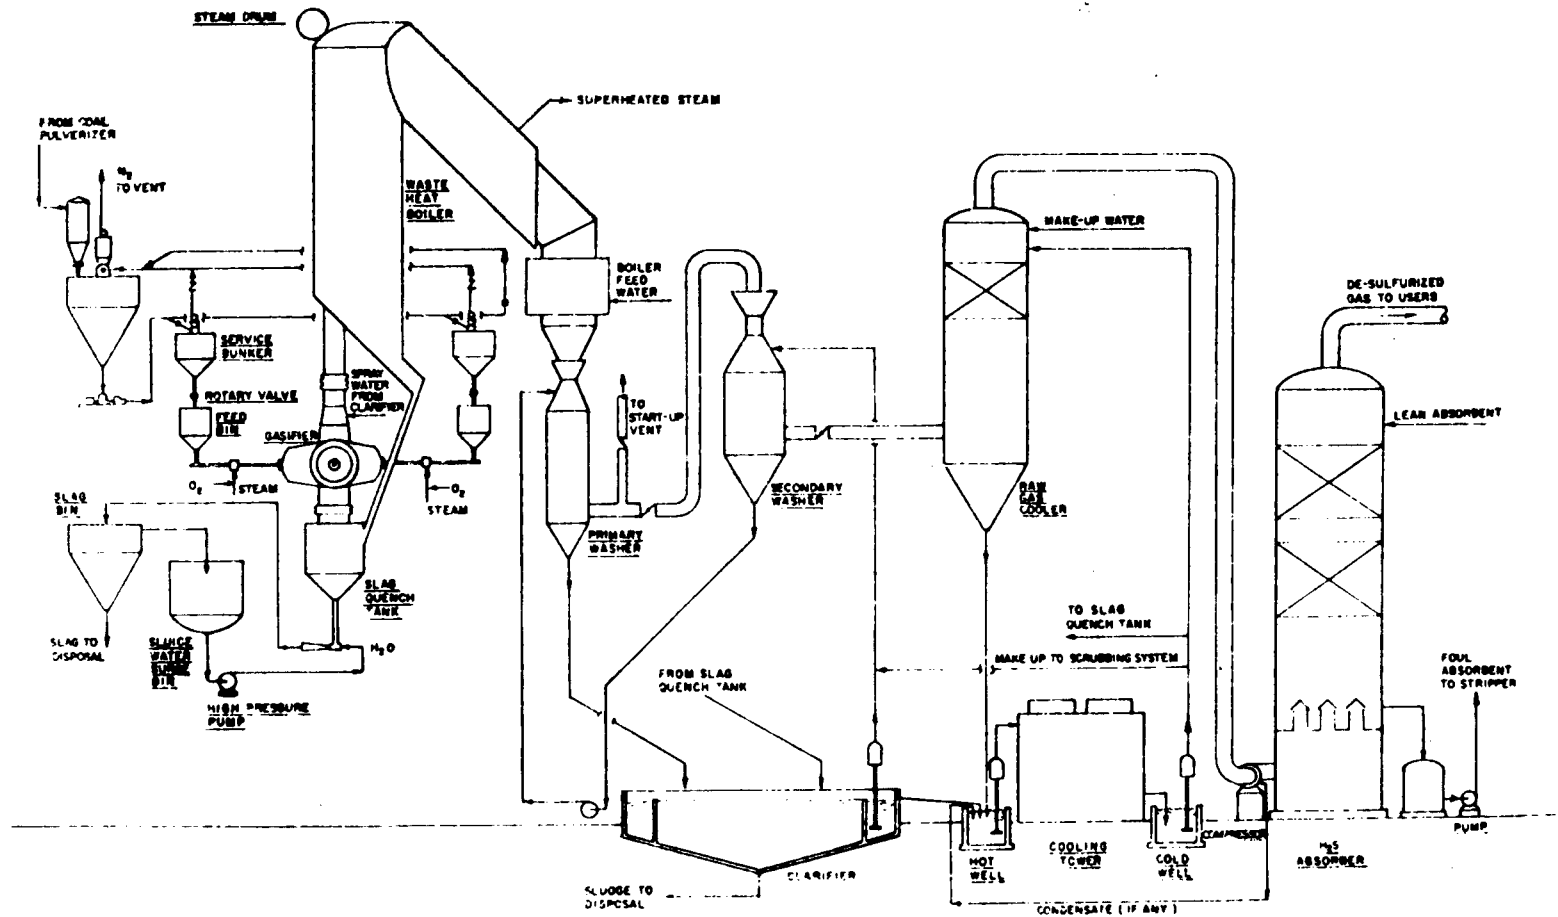 STEAM DRUM
SUPERHEATED STEAM
FROM COAL
PULVERIZER
N2
TO VENT
WASTE
HEAT
BOILER
MAKE-UP WATER
BOILER
FEED
WATER
DE-SULFURIZED
GAS TO USERS
SERVICE
BUNKER
SPRAY
WATER
FROM
CLARIFIER
ROTARY VALVE
FEED
BIN
TO
START-UP
VENT
LEAN ABSORBENT
GASIFIER
O2
STEAM
O2
STEAM
SLAG
BIN
SECONDARY
WASHER
RAW
GAS
COOLER
PRIMARY
WASHER
SLAG
QUENCH
TANK
TO SLAG
QUENCH TANK
SLAG TO
DISPOSAL
SLUICE
WATER
SURGE
BIN
H2O
MAKE UP TO SCRUBBING SYSTEM
FROM SLAG
QUENCH TANK
FOUL
ABSORBENT
TO STRIPPER
HIGH PRESSURE
PUMP
PUMP
COMPRESSOR
CLARIFIER
HOT
WELL
COOLING
TOWER
COLD
WELL
H2S
ABSORBER
SLUDGE TO
DISPOSAL
CONDENSATE (IF ANY)